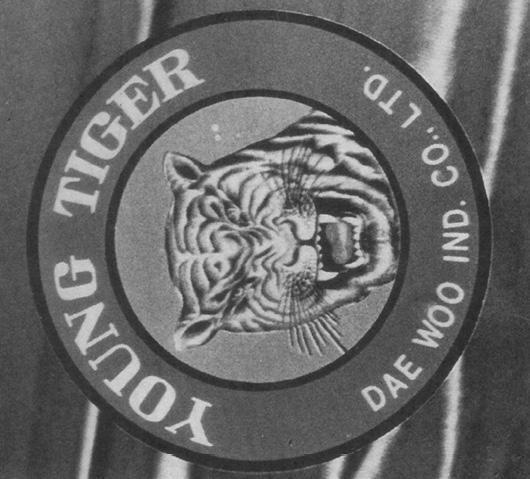 YOUNG TIGER
DAE WOO IND. CO., LTD.